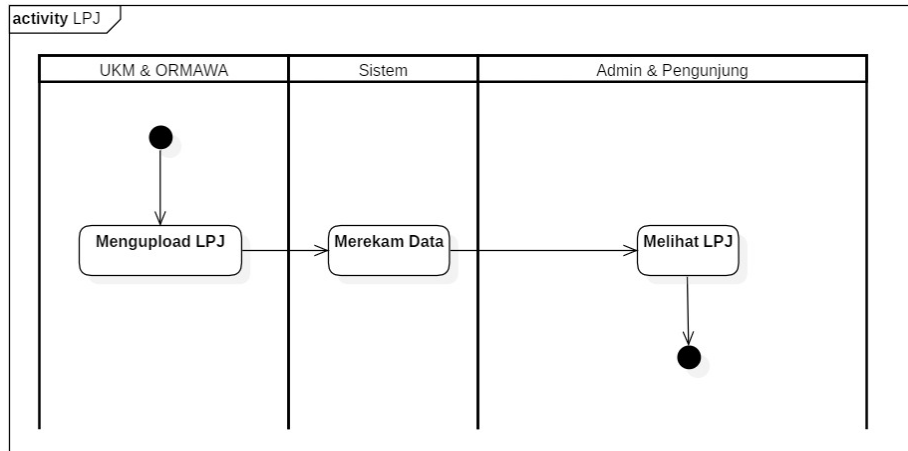 activity LPJ
UKM & ORMAWA
Sistem
Admin & Pengunjung
Mengupload LPJ
Merekam Data
Melihat LPJ